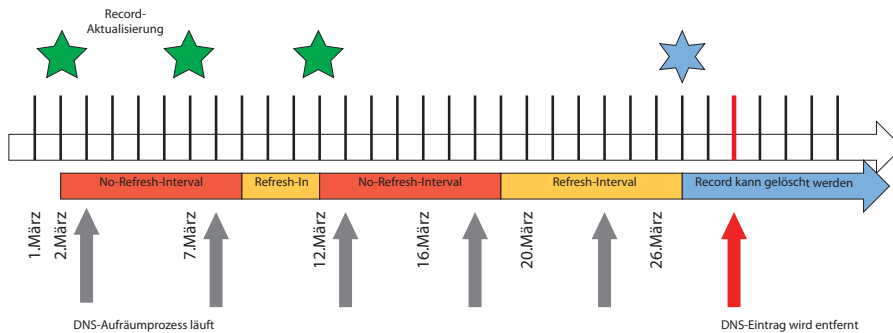 Record-
Aktualisierung
No-Refresh-Interval
Refresh-In
No-Refresh-Interval
Refresh-Interval
Record kann gelöscht werden
1.März
2.März
7.März
12.März
16.März
20.März
26.März
DNS-Aufräumprozess läuft
DNS-Eintrag wird entfernt